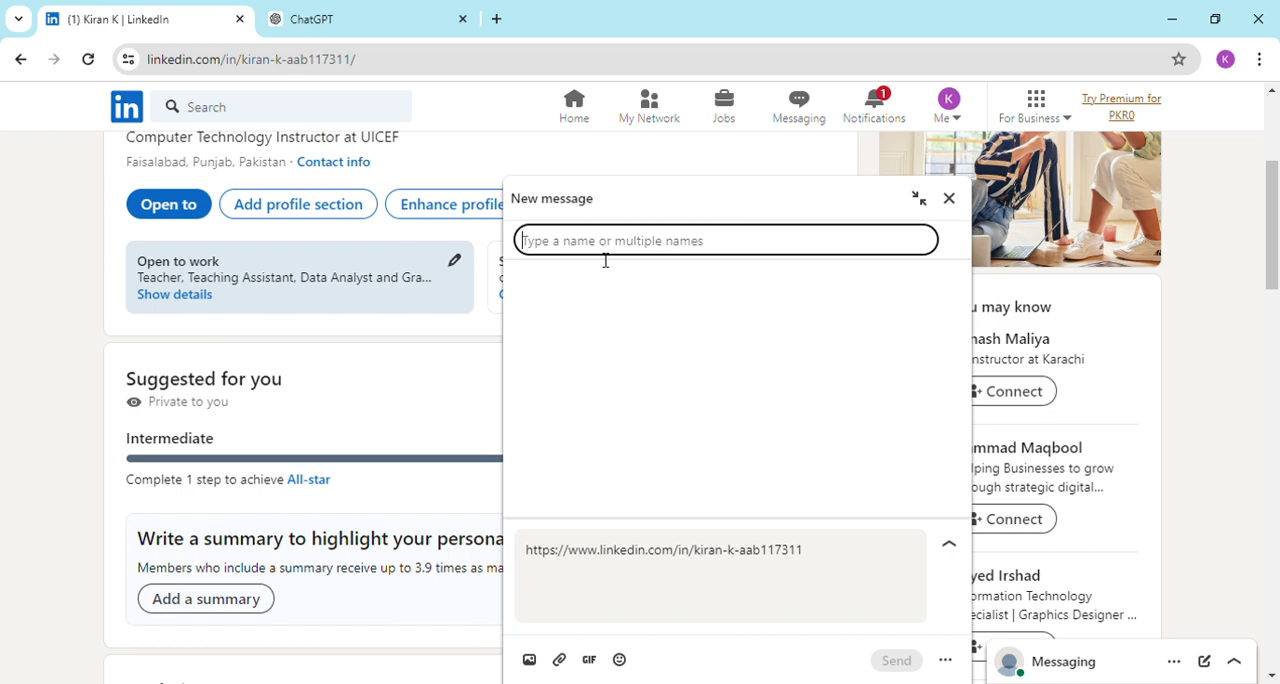 (1) Kiran K | LinkedIn
ChatGPT
linkedin.com/in/kiran-k-aab117311/
K
in
Search
Home
My Network
Jobs
Messaging
1
Notifications
K
Me
For Business
Try Premium for
PKR0
Computer Technology Instructor at UICEF
Faisalabad, Punjab, Pakistan · Contact info
Open to
Add profile section
Enhance profile
Open to work
Teacher, Teaching Assistant, Data Analyst and Gra...
Show details
Suggested for you
Private to you
Intermediate
Complete 1 step to achieve All-star
Write a summary to highlight your persona
Members who include a summary receive up to 3.9 times as ma
Add a summary
New message
Type a name or multiple names
https://www.linkedin.com/in/kiran-k-aab117311
GIF
Send
...
u may know
nash Maliya
nstructor at Karachi
Connect
mmad Maqbool
lping Businesses to grow
ough strategic digital...
Connect
yed Irshad
ormation Technology
ecialist | Graphics Designer ...
Messaging
...